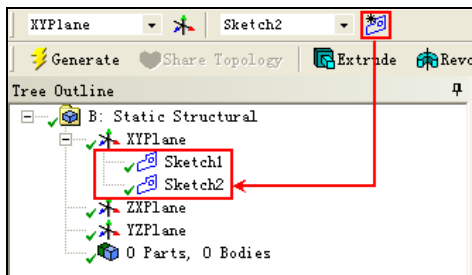 XYPlane Sketch2
Generate Share Topology Extrude Revo
Tree Outline
B: Static Structural
XYPlane
Sketch1
Sketch2
ZXPlane
YZPlane
0 Parts, 0 Bodies